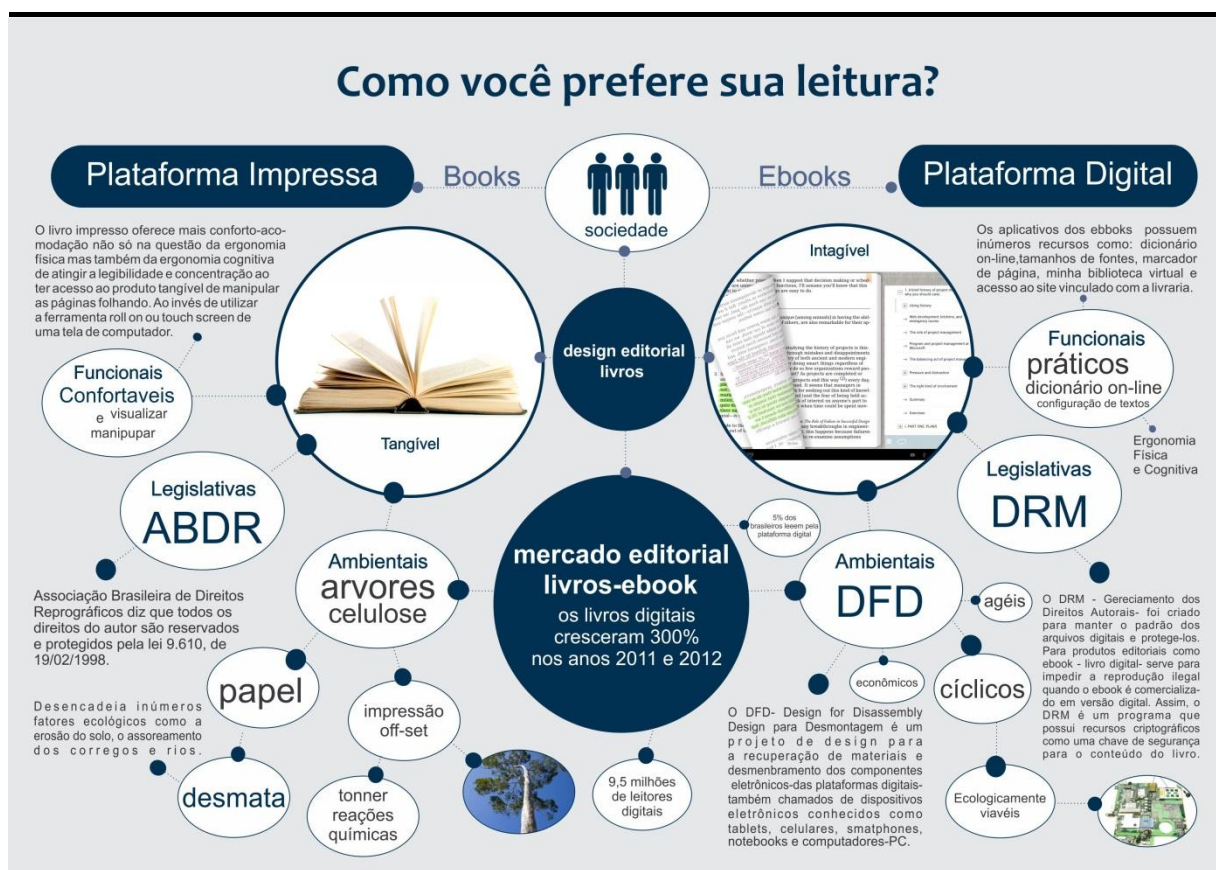 Como você prefere sua leitura?
Plataforma Impressa
Books
sociedade
Ebooks
Plataforma Digital
O livro impresso oferece mais conforto-aco-
modação não só na questão da ergonomia
física mas também da ergonomia cognitiva
de atingir a legibilidade e concentração ao
ter acesso ao produto tangível de manipular
as páginas folhando. Ao invés de utilizar
a ferramenta roll on ou touch screen de
uma tela de computador.
Funcionais
Confortaveis
e visualizar
manipupar
Tangível
Legislativas
ABDR
Associação Brasileira de Direitos
Reprográficos diz que todos os
direitos do autor são reservados
e protegidos pela lei 9.610, de
19/02/1998.
Ambientais
arvores
celulose
papel
Desencadeia inúmeros
fatores ecológicos como a
erosão do solo, o assoreamento
dos corregos e rios.
desmata
impressão
off-set
tonner
reações
químicas
design editorial
livros
mercado editorial
livros-ebook
os livros digitais
cresceram 300%
nos anos 2011 e 2012
5% dos
brasileiros leeem pela
plataforma digital
9,5 milhões
de leitores
digitais
Intagível
Os aplicativos dos ebboks possuem
inúmeros recursos como: dicionário
on-line,tamanhos de fontes, marcador
de página, minha biblioteca virtual e
acesso ao site vinculado com a livraria.
Funcionais
práticos
dicionário on-line
configuração de textos
Ergonomia
Física
e Cognitiva
Legislativas
DRM
O DRM - Gereciamento dos
Direitos Autorais- foi criado
para manter o padrão dos
arquivos digitais e protege-los.
Para produtos editoriais como
ebook - livro digital- serve para
impedir a reprodução ilegal
quando o ebook é comercializa-
do em versão digital. Assim, o
DRM é um programa que
possui recursos criptográficos
como uma chave de segurança
para o conteúdo do livro.
Ambientais
DFD
agéis
econômicos
cíclicos
O DFD- Design for Disassembly
Design para Desmontagem é um
projeto de design para
a recuperação de materiais e
desmenbramento dos componentes
eletrônicos-das plataformas digitais-
também chamados de dispositivos
eletrônicos conhecidos como
tablets, celulares, smatphones,
notebooks e computadores-PC.
Ecologicamente
viavéis